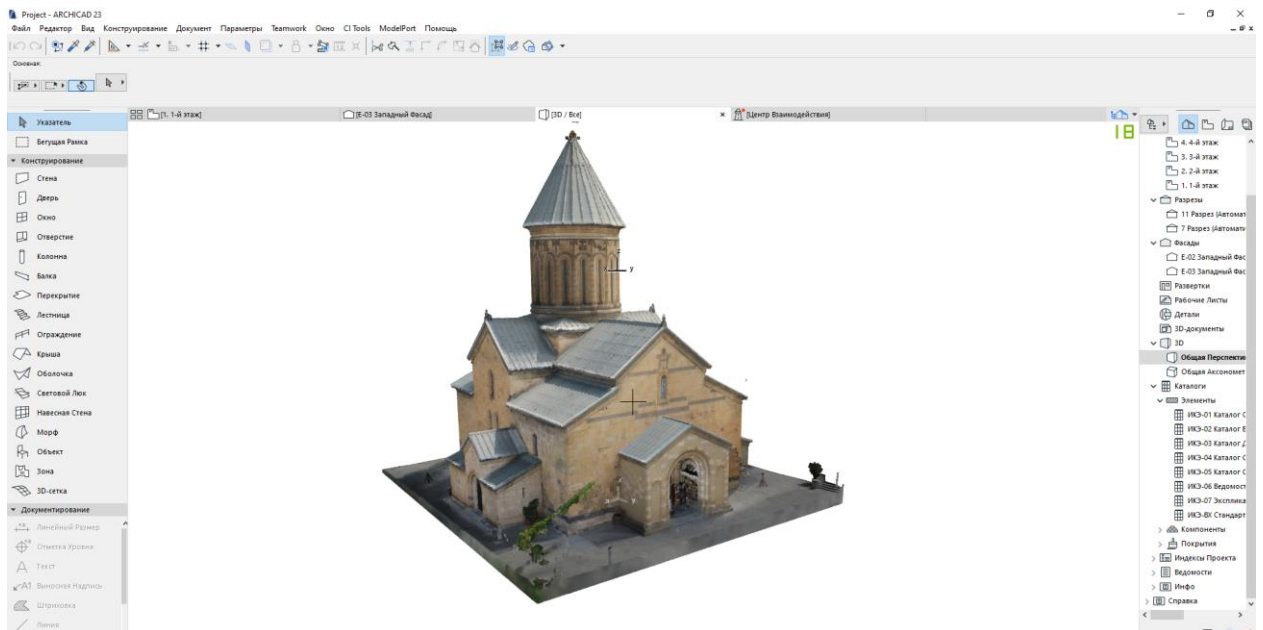 Project - ARCHICAD 23
Файл Редактор Вид Конструирование Документ Параметры Teamwork Окно CI Tools ModelPort Помощь
Основная:
[1. 1-й этаж]
[E-03 Западный Фасад]
[3D / Все]
[Центр Взаимодействия]
18
Указатель
Бегущая Рамка
Конструирование
Стена
Дверь
Окно
Отверстие
Колонна
Балка
Перекрытие
Лестница
Ограждение
Крыша
Оболочка
Световой Люк
Навесная Стена
Морф
Объект
Зона
3D-сетка
Документирование
Линейный Размер
Отметка Уровня
Текст
Выносная Надпись
Штриховка
Линия
y
y
4. 4-й этаж
3. 3-й этаж
2. 2-й этаж
1. 1-й этаж
Разрезы
11 Разрез (Автомат
7 Разрез (Автомати
Фасады
E-02 Западный Фас
E-03 Западный Фас
Развертки
Рабочие Листы
Детали
3D-документы
3D
Общая Перспекти
Общая Аксономет
Каталоги
Элементы
ИКЭ-01 Каталог С
ИКЭ-02 Каталог В
ИКЭ-03 Каталог Д
ИКЭ-04 Каталог О
ИКЭ-05 Каталог О
ИКЭ-06 Ведомост
ИКЭ-07 Эксплика
ИКЭ-ВХ Стандарт
Компоненты
Покрытия
Индексы Проекта
Ведомости
Инфо
Справка